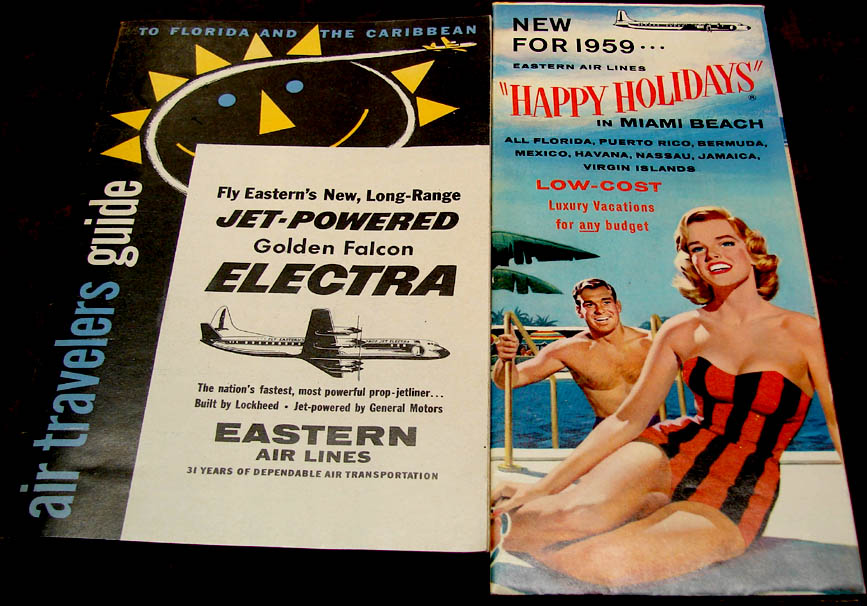 TO FLORIDA AND THE CARIBBEAN
air travelers guide
Fly Eastern's New, Long-Range
JET-POWERED
Golden Falcon
ELECTRA
FLY EASTERN'S
The nation's fastest, most powerful prop-jetliner...
Built by Lockheed • Jet-powered by General Motors
EASTERN
AIR LINES
31 YEARS OF DEPENDABLE AIR TRANSPORTATION
NEW
FOR 1959...
EASTERN AIR LINES
"HAPPY HOLIDAYS"®
IN MIAMI BEACH
ALL FLORIDA, PUERTO RICO, BERMUDA,
MEXICO, HAVANA, NASSAU, JAMAICA,
VIRGIN ISLANDS
LOW-COST
Luxury Vacations
for any budget